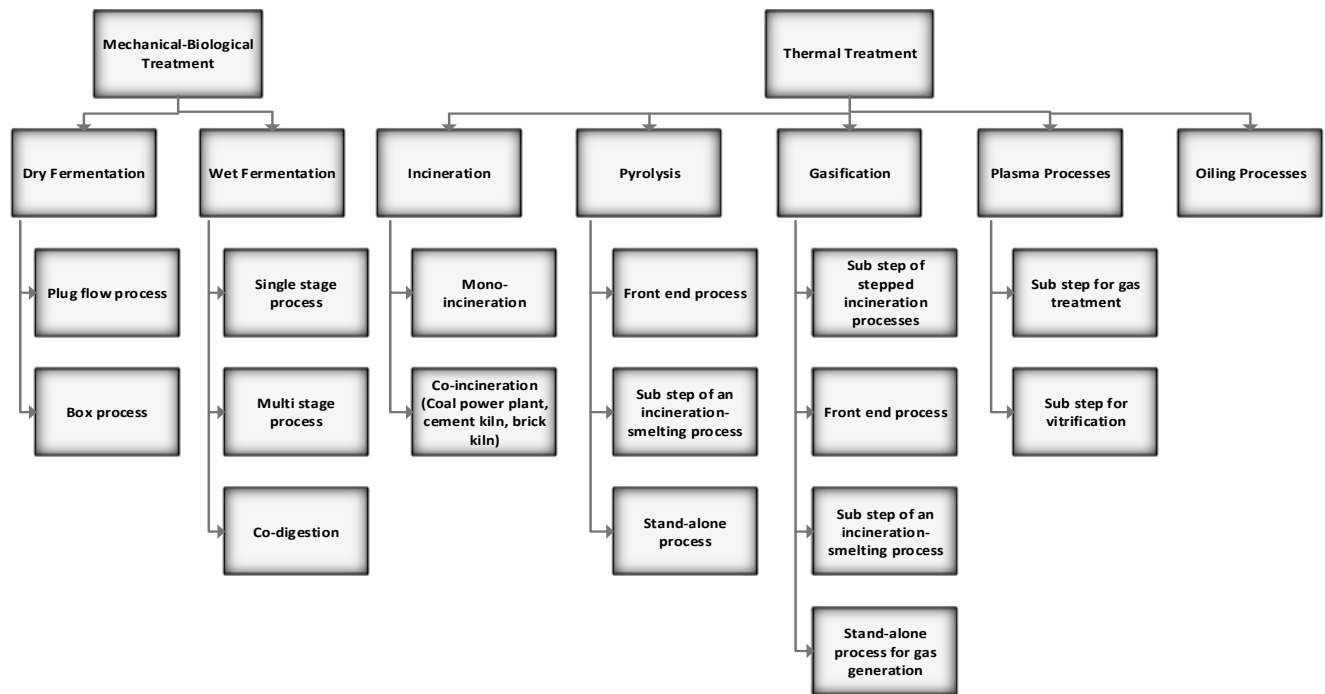 Mechanical-Biological
Treatment
Thermal Treatment
Dry Fermentation
Wet Fermentation
Incineration
Pyrolysis
Gasification
Plasma Processes
Oiling Processes
Plug flow process
Single stage
process
Mono-
incineration
Front end process
Sub step of
stepped
incineration
processes
Sub step for gas
treatment
Box process
Multi stage
process
Co-incineration
(Coal power plant,
cement kiln, brick
kiln)
Sub step of an
incineration-
smelting process
Front end process
Sub step for
vitrification
Co-digestion
Stand-alone
process
Sub step of an
incineration-
smelting process
Stand-alone
process for gas
generation